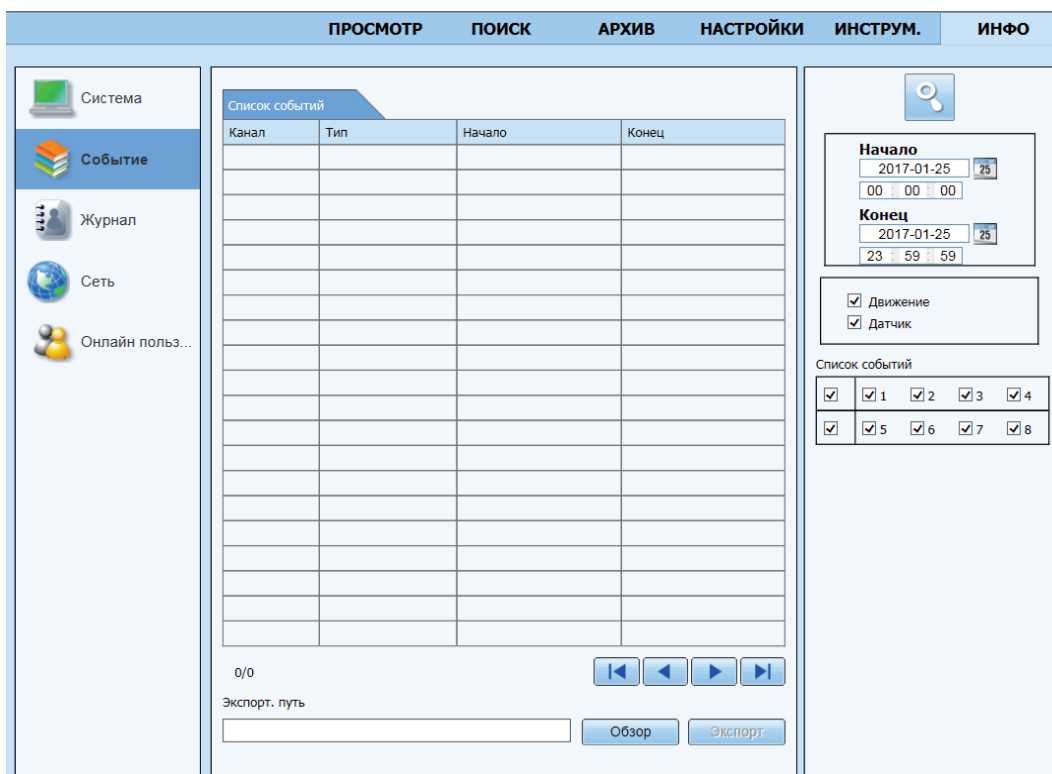 ПРОСМОТР ПОИСК АРХИВ НАСТРОЙКИ ИНСТРУМ. ИНФО
Система
Событие
Журнал
Сеть
Онлайн польз...
Список событий
Канал Тип Начало Конец
0/0
Экспорт. путь
Обзор Экспорт
Начало
2017-01-25 25
00 : 00 : 00
Конец
2017-01-25 25
23 : 59 : 59
Движение
Датчик
Список событий
1 2 3 4
5 6 7 8